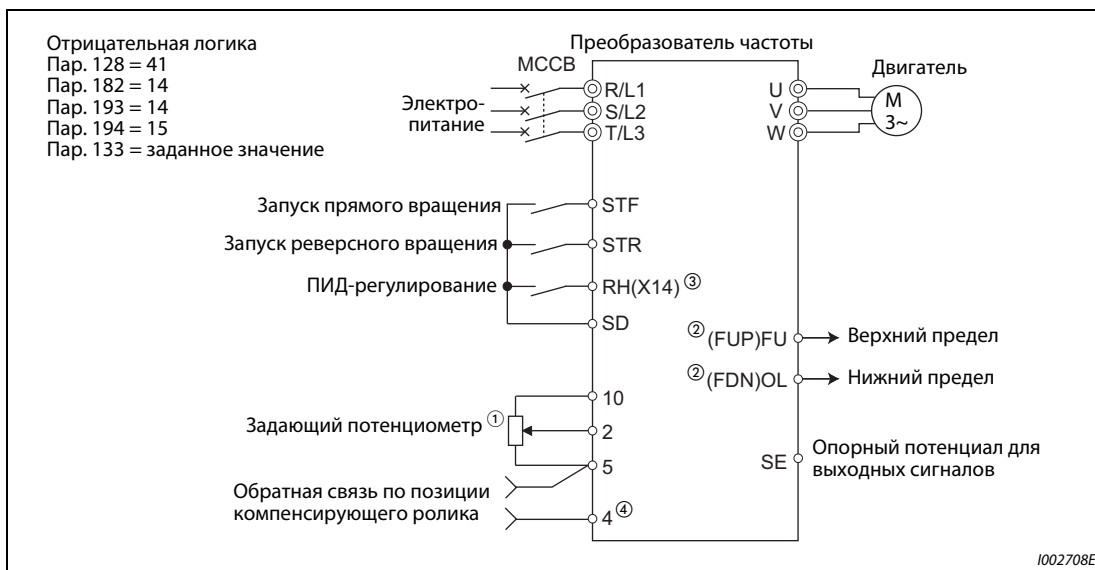 Отрицательная логика
Пар. 128 = 41
Пар. 182 = 14
Пар. 193 = 14
Пар. 194 = 15
Пар. 133 = заданное значение
Преобразователь частоты
MCCB
Двигатель
Электро-
питание
R/L1
S/L2
T/L3
U
V
W
M
3~
Запуск прямого вращения
STF
Запуск реверсного вращения
STR
ПИД-регулирование
RH(X14) ③
SD
② (FUP)FU
Верхний предел
② (FDN)OL
Нижний предел
10
Задающий потенциометр ①
2
5
SE
Опорный потенциал для
выходных сигналов
Обратная связь по позиции
компенсирующего ролика
4 ④
I002708E